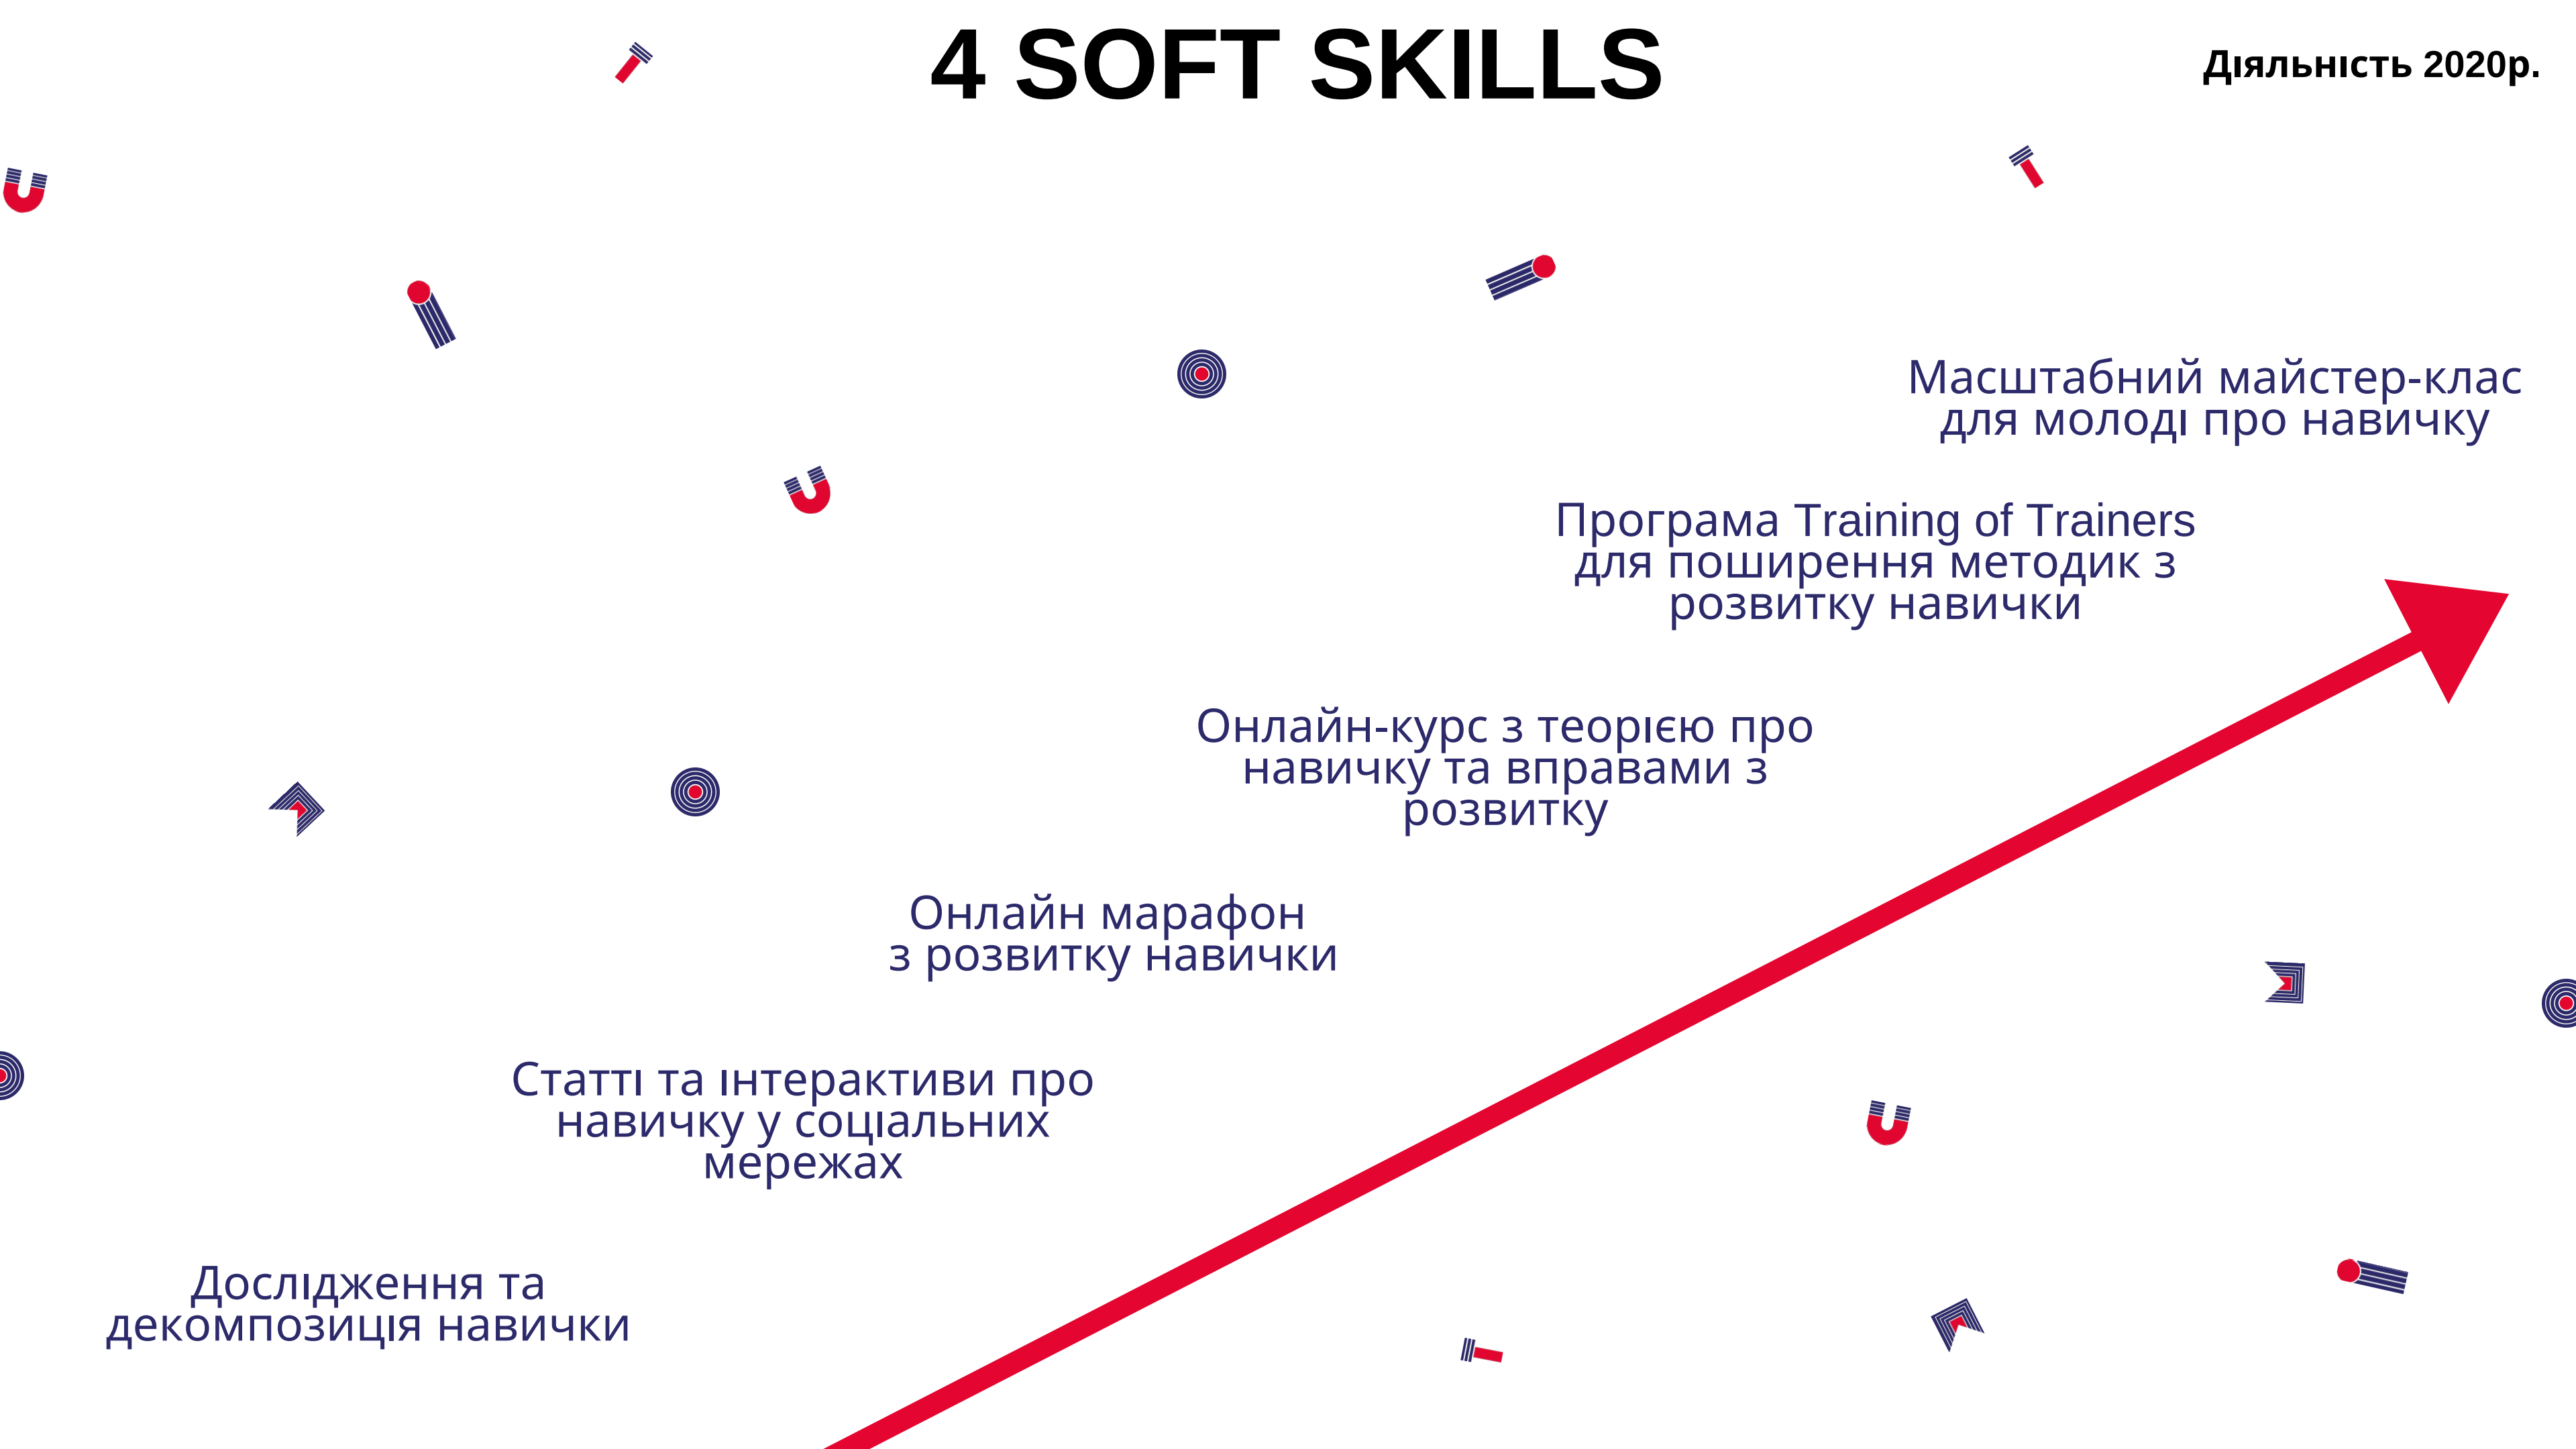 4 SOFT SKILLS
Діяльність 2020р.
Масштабний майстер-клас
для молоді про навичку
Програма Training of Trainers
для поширення методик з
розвитку навички
Онлайн-курс з теорією про
навичку та вправами з
розвитку
Онлайн марафон
з розвитку навички
Статті та інтерактиви про
навичку у соціальних
мережах
Дослідження та
декомпозиція навички